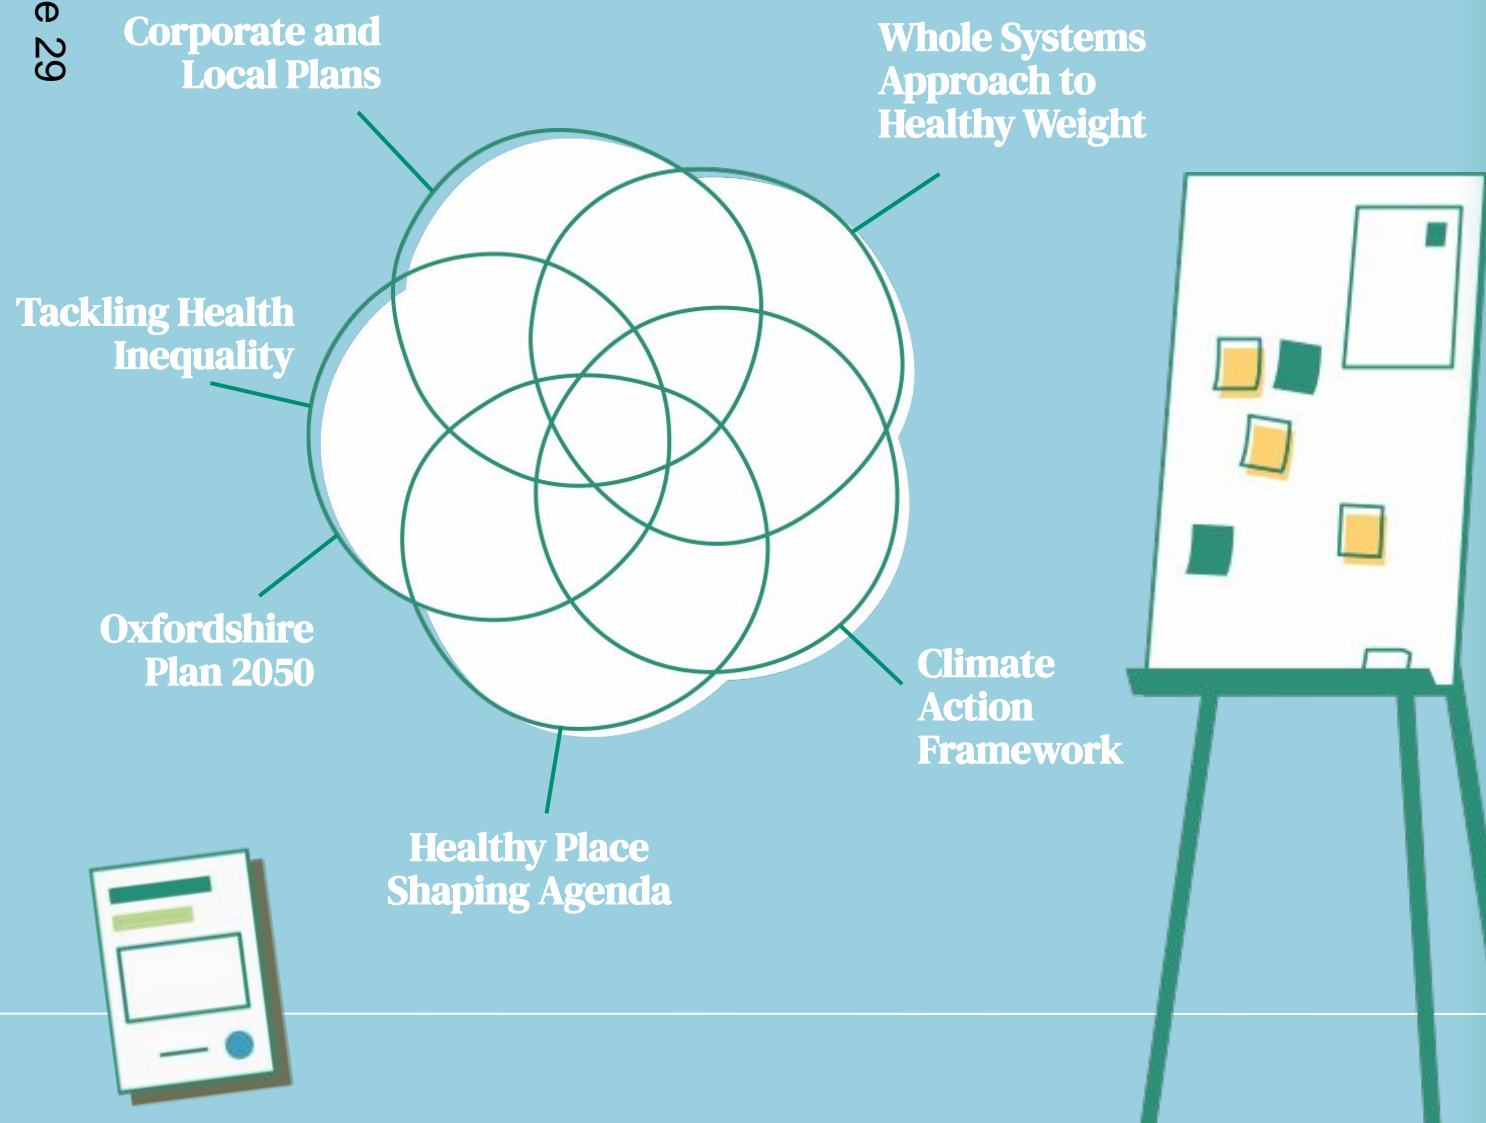 e 29
Corporate and
Local Plans
Whole Systems
Approach to
Healthy Weight
Tackling Health
Inequality
Oxfordshire
Plan 2050
Climate
Action
Framework
Healthy Place
Shaping Agenda